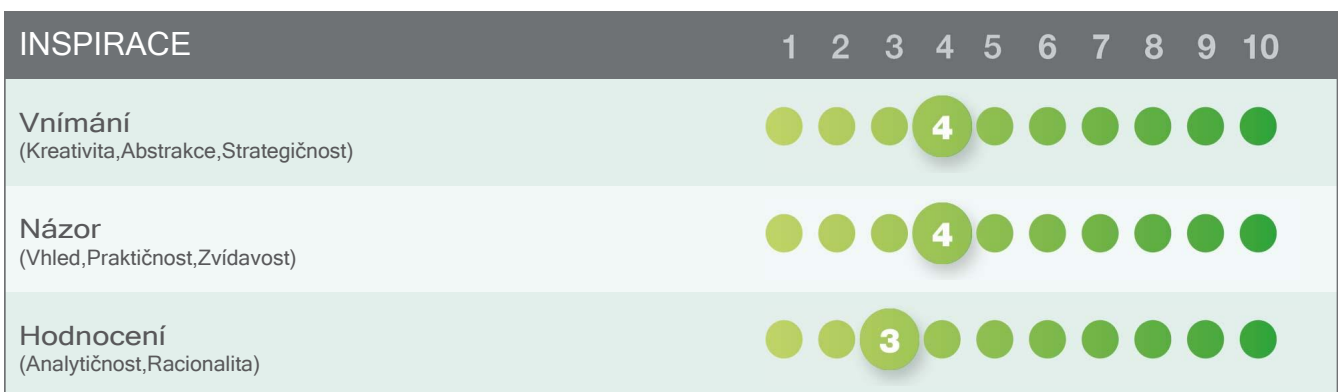 INSPIRACE 1 2 3 4 5 6 7 8 9 10
Vnímání
(Kreativita,Abstrakce,Strategičnost)
4
Názor
(Vhled,Praktičnost,Zvídavost)
4
Hodnocení
(Analytičnost,Racionalita)
3